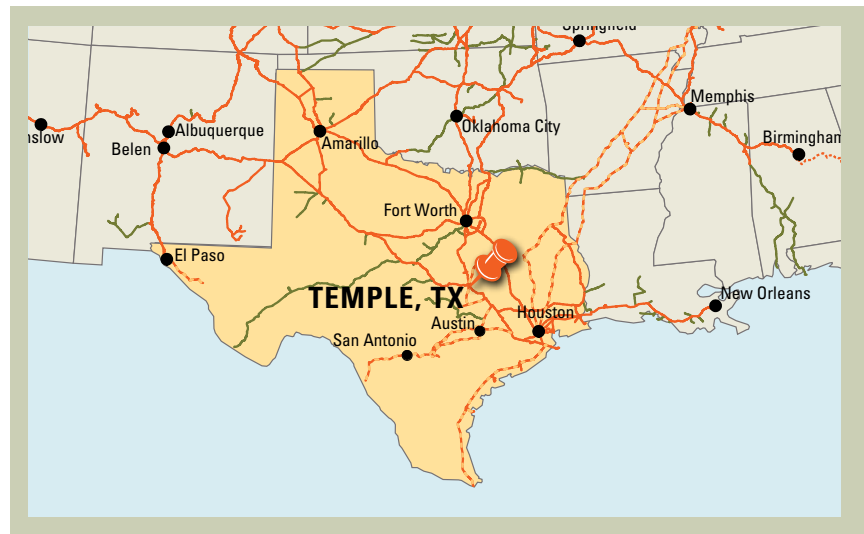 Springfield
Memphis
nslow
Albuquerque
Oklahoma City
Birmingham
Belen
Amarillo
Fort Worth
El Paso
TEMPLE, TX
New Orleans
Houston
Austin
San Antonio